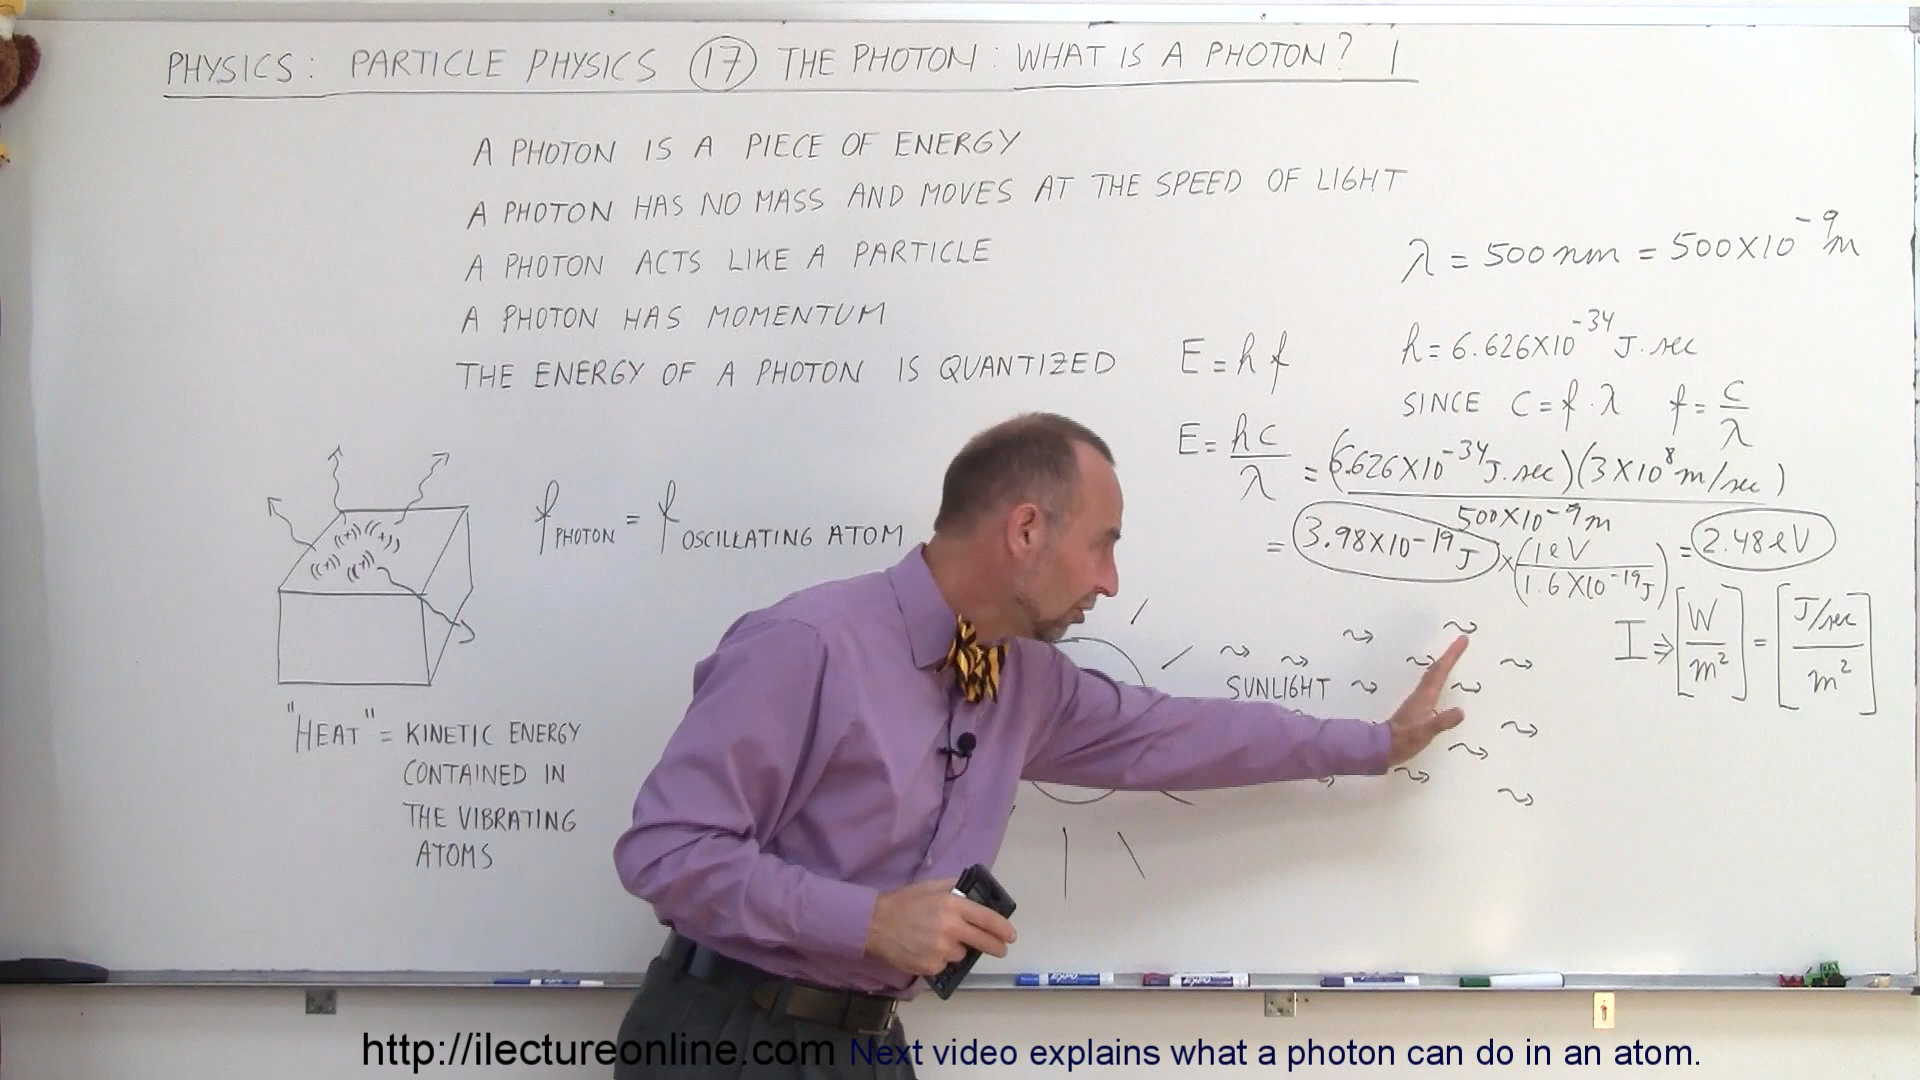 PHYSICS: PARTICLE PHYSICS 17 THE PHOTON: WHAT IS A PHOTON? 1
A PHOTON IS A PIECE OF ENERGY
A PHOTON HAS NO MASS AND MOVES AT THE SPEED OF LIGHT
A PHOTON ACTS LIKE A PARTICLE
A PHOTON HAS MOMENTUM
THE ENERGY OF A PHOTON IS QUANTIZED
f PHOTON = f OSCILLATING ATOM
"HEAT" = KINETIC ENERGY
CONTAINED IN
THE VIBRATING
ATOMS
λ = 500 nm = 500×10⁻⁹ m
E = h f
h = 6.626×10⁻³⁴ J·sec
SINCE C = f·λ f = C/λ
E = hc/λ = (6.626×10⁻³⁴ J·sec)(3×10⁸ m/sec)
500×10⁻⁹ m
= 3.98×10⁻¹⁹ J × (1eV / 1.6×10⁻¹⁹ J) = 2.48 eV
I ⇒ [W/m²] = [J/sec / m²]
SUNLIGHT
http://ilectureonline.com Next video explains what a photon can do in an atom.